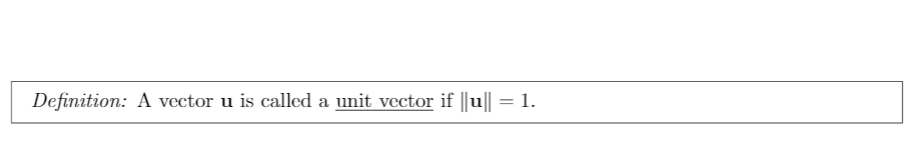 Definition: A vector u is called a unit vector if ‖u‖ = 1.